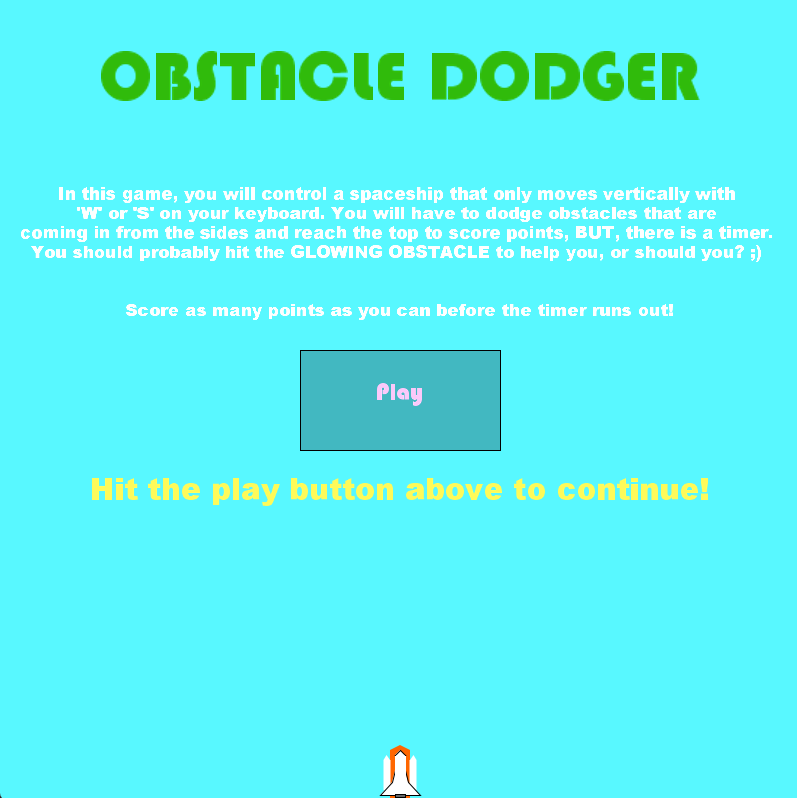 OBSTACLE DODGER
In this game, you will control a spaceship that only moves vertically with
'W' or 'S' on your keyboard. You will have to dodge obstacles that are
coming in from the sides and reach the top to score points, BUT, there is a timer.
You should probably hit the GLOWING OBSTACLE to help you, or should you? ;)
Score as many points as you can before the timer runs out!
Play
Hit the play button above to continue!